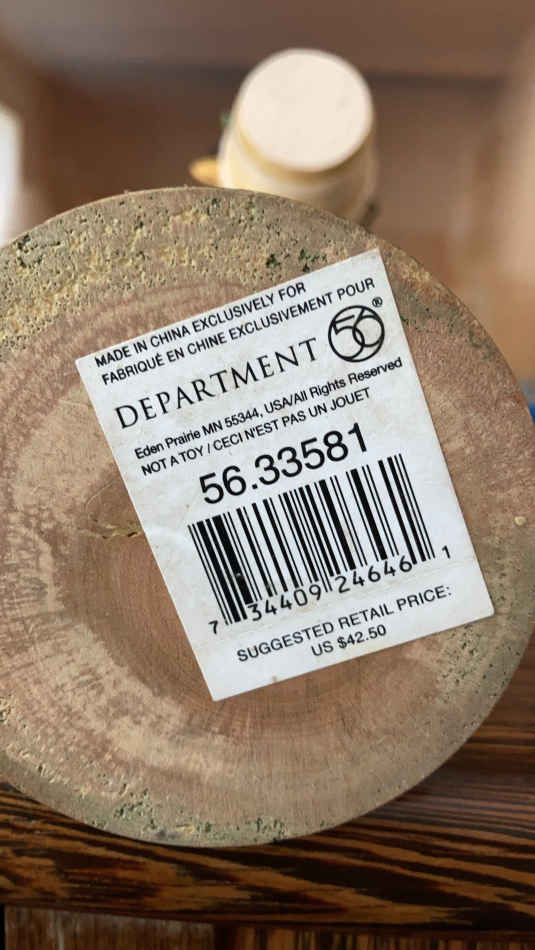 MADE IN CHINA EXCLUSIVELY FOR
FABRIQUÉ EN CHINE EXCLUSIVEMENT POUR
DEPARTMENT 56®
Eden Prairie MN 55344, USA/All Rights Reserved
NOT A TOY / CECI N'EST PAS UN JOUET
56.33581
7 34409 24646 1
SUGGESTED RETAIL PRICE:
US $42.50